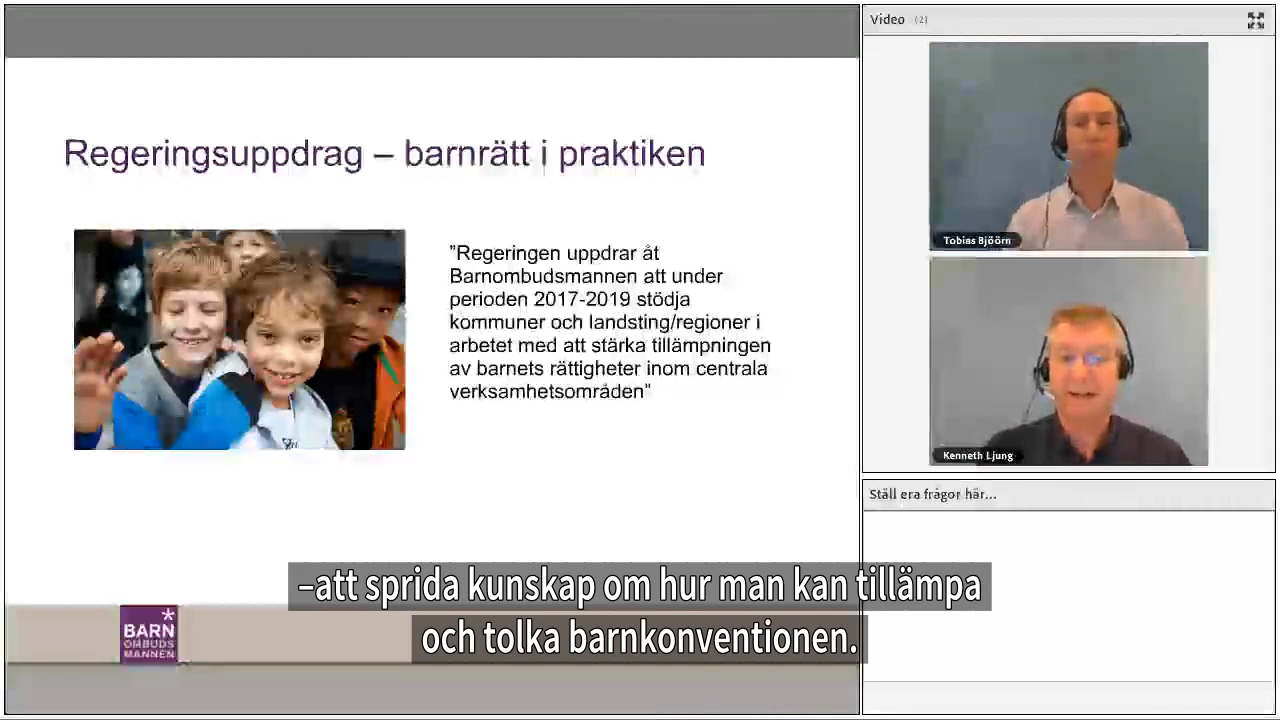 Regeringsuppdrag – barnrätt i praktiken
”Regeringen uppdrar åt
Barnombudsmannen att under
perioden 2017-2019 stödja
kommuner och landsting/regioner i
arbetet med att stärka tillämpningen
av barnets rättigheter inom centrala
verksamhetsområden”
BARN
OMBUDS
MANNEN
–att sprida kunskap om hur man kan tillämpa
och tolka barnkonventionen.
Video (2)
Tobias Bjöörn
Kenneth Ljung
Ställ era frågor här...